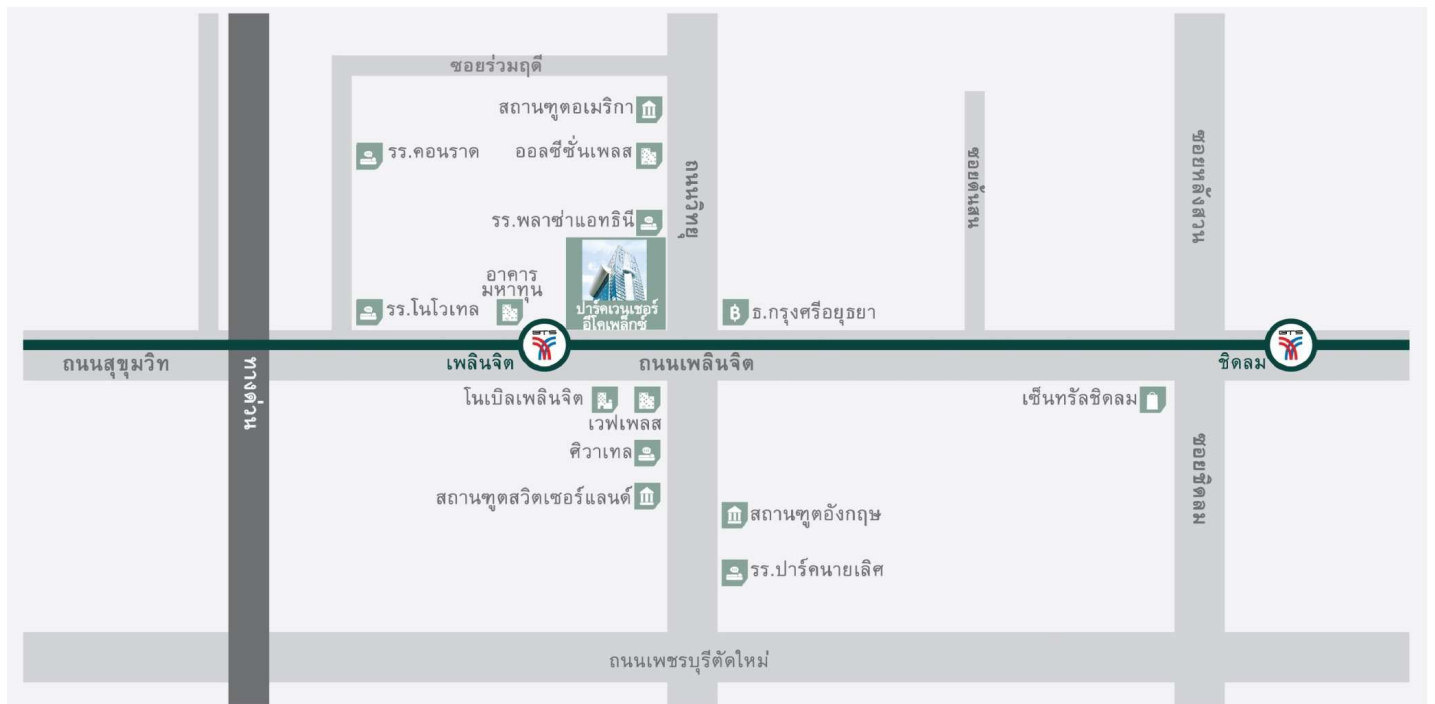 ซอยร่วมฤดี
สถานฑูตอเมริกา
รร.คอนราด
ออลซีซั่นเพลส
ถนนวิทยุ
ซอยต้นสน
ซอยหลังสวน
รร.พลาซ่าแอทธินี
อาคาร
มหาทุน
รร.โนโวเทล
ปาร์คเวนเชอร์
อีโคเพล็กซ์
ธ.กรุงศรีอยุธยา
BTS
BTS
ถนนสุขุมวิท
ทางด่วน
เพลินจิต
ถนนเพลินจิต
ชิดลม
โนเบิลเพลินจิต
เวฟเพลส
เซ็นทรัลชิดลม
ศิวาเทล
ซอยชิดลม
สถานฑูตสวิตเซอร์แลนด์
สถานฑูตอังกฤษ
รร.ปาร์คนายเลิศ
ถนนเพชรบุรีตัดใหม่